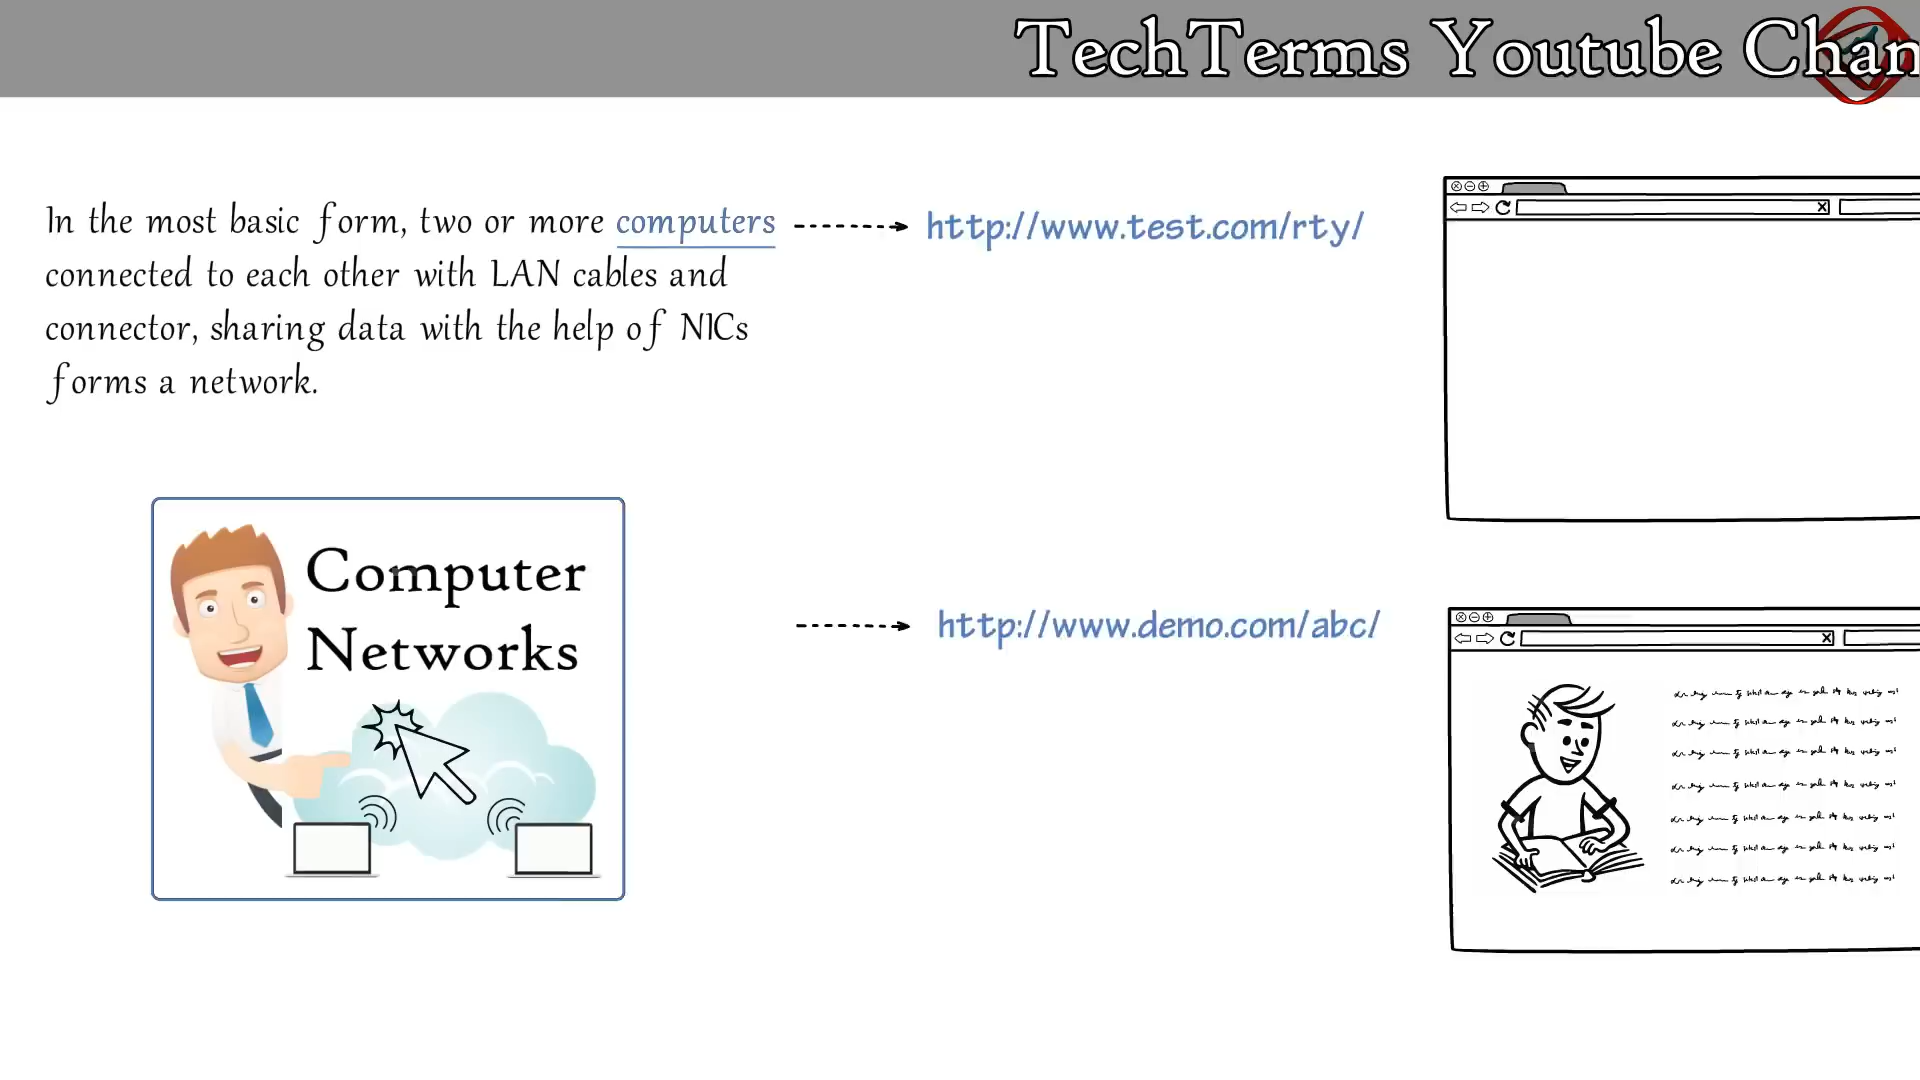 TechTerms Youtube Chan
In the most basic form, two or more computers
connected to each other with LAN cables and
connector, sharing data with the help of NICs
forms a network.
http://www.test.com/rty/
Computer
Networks
http://www.demo.com/abc/